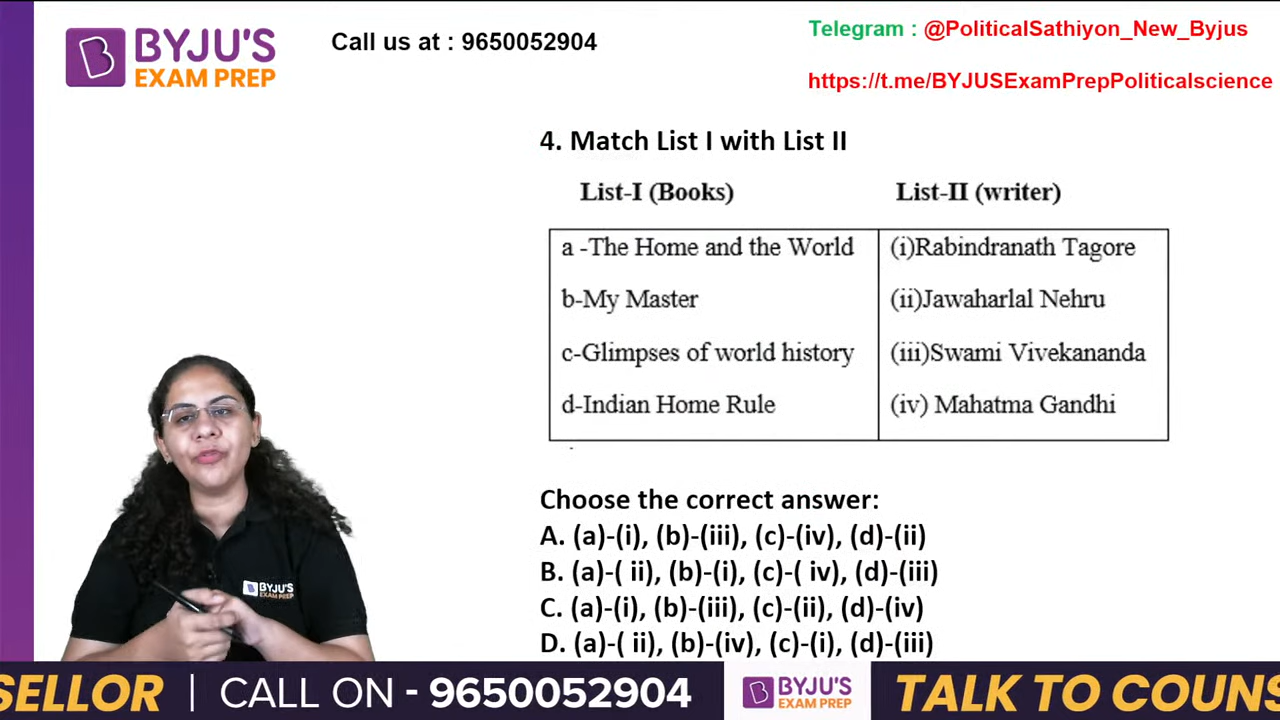 BYJU'S
EXAM PREP
Call us at : 9650052904
Telegram : @PoliticalSathiyon_New_Byjus
https://t.me/BYJUSExamPrepPoliticalscience
4. Match List I with List II
List-I (Books) List-II (writer)
a -The Home and the World (i)Rabindranath Tagore
b-My Master (ii)Jawaharlal Nehru
c-Glimpses of world history (iii)Swami Vivekananda
d-Indian Home Rule (iv) Mahatma Gandhi
Choose the correct answer:
A. (a)-(i), (b)-(iii), (c)-(iv), (d)-(ii)
B. (a)-( ii), (b)-(i), (c)-( iv), (d)-(iii)
C. (a)-(i), (b)-(iii), (c)-(ii), (d)-(iv)
D. (a)-( ii), (b)-(iv), (c)-(i), (d)-(iii)
BYJU'S
EXAM PREP
SELLOR | CALL ON - 9650052904 BYJU'S EXAM PREP TALK TO COUNS